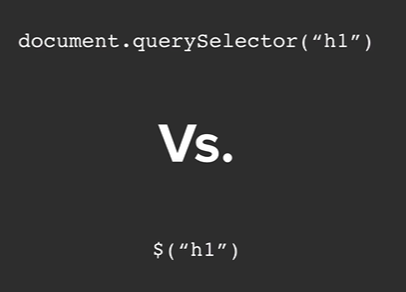 document.querySelector(“h1”)
Vs.
$(“h1”)